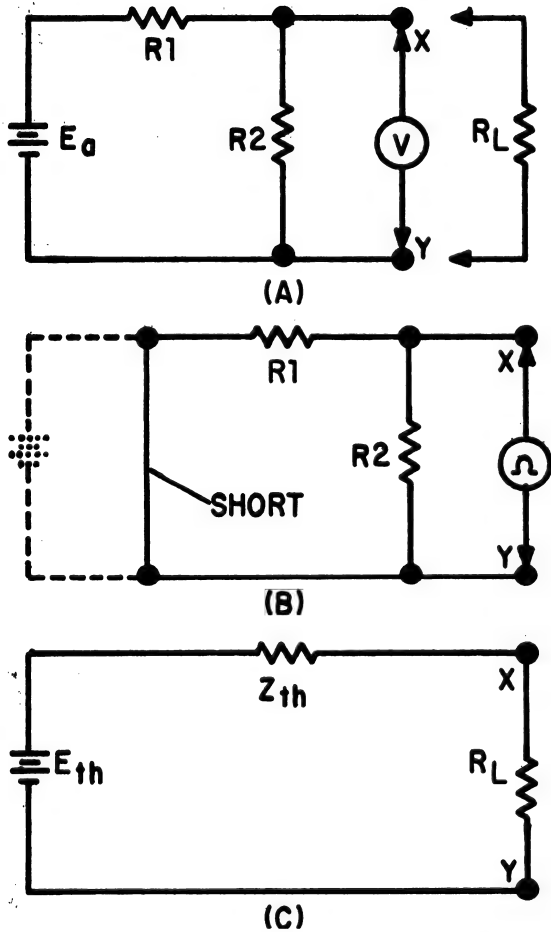 R1
X
Ea
R2
V
RL
Y
(A)
R1
X
R2
Ω
SHORT
Y
(B)
Zth
X
Eth
RL
Y
(C)